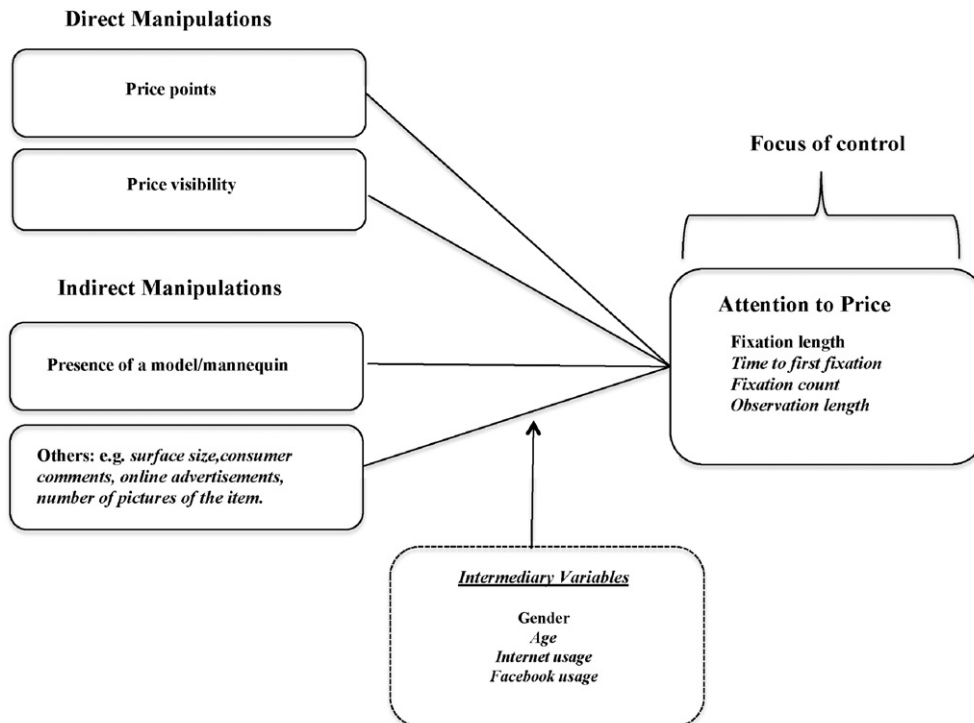 Direct Manipulations
Price points
Price visibility
Indirect Manipulations
Presence of a model/mannequin
Others: e.g. surface size,consumer
comments, online advertisements,
number of pictures of the item.
Focus of control
Attention to Price
Fixation length
Time to first fixation
Fixation count
Observation length
Intermediary Variables
Gender
Age
Internet usage
Facebook usage